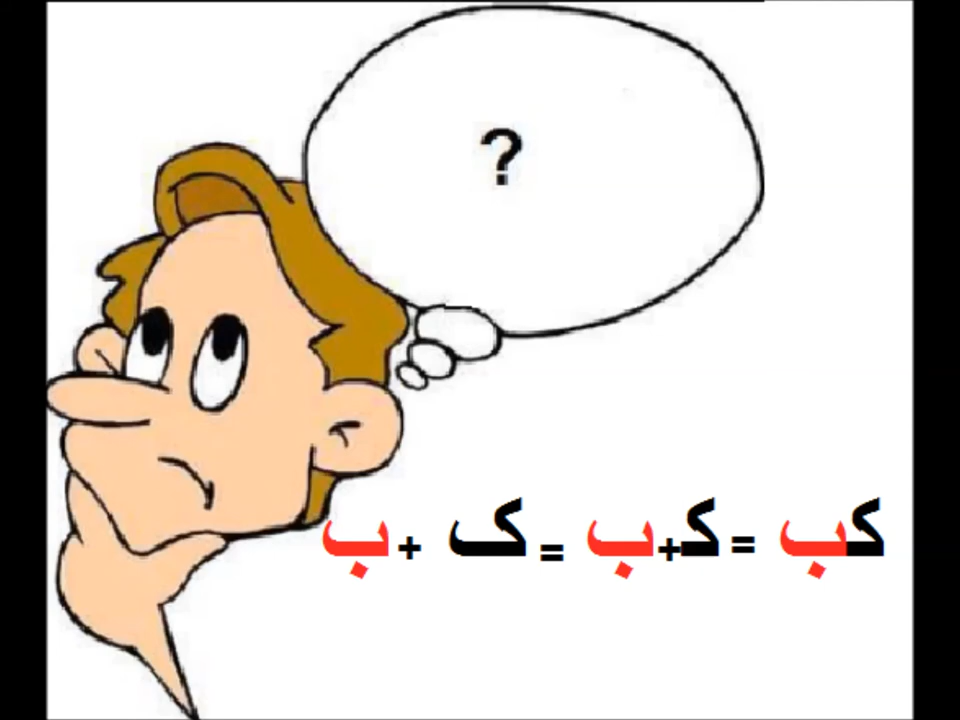 ?
کب = کـ+ب = ک + ب